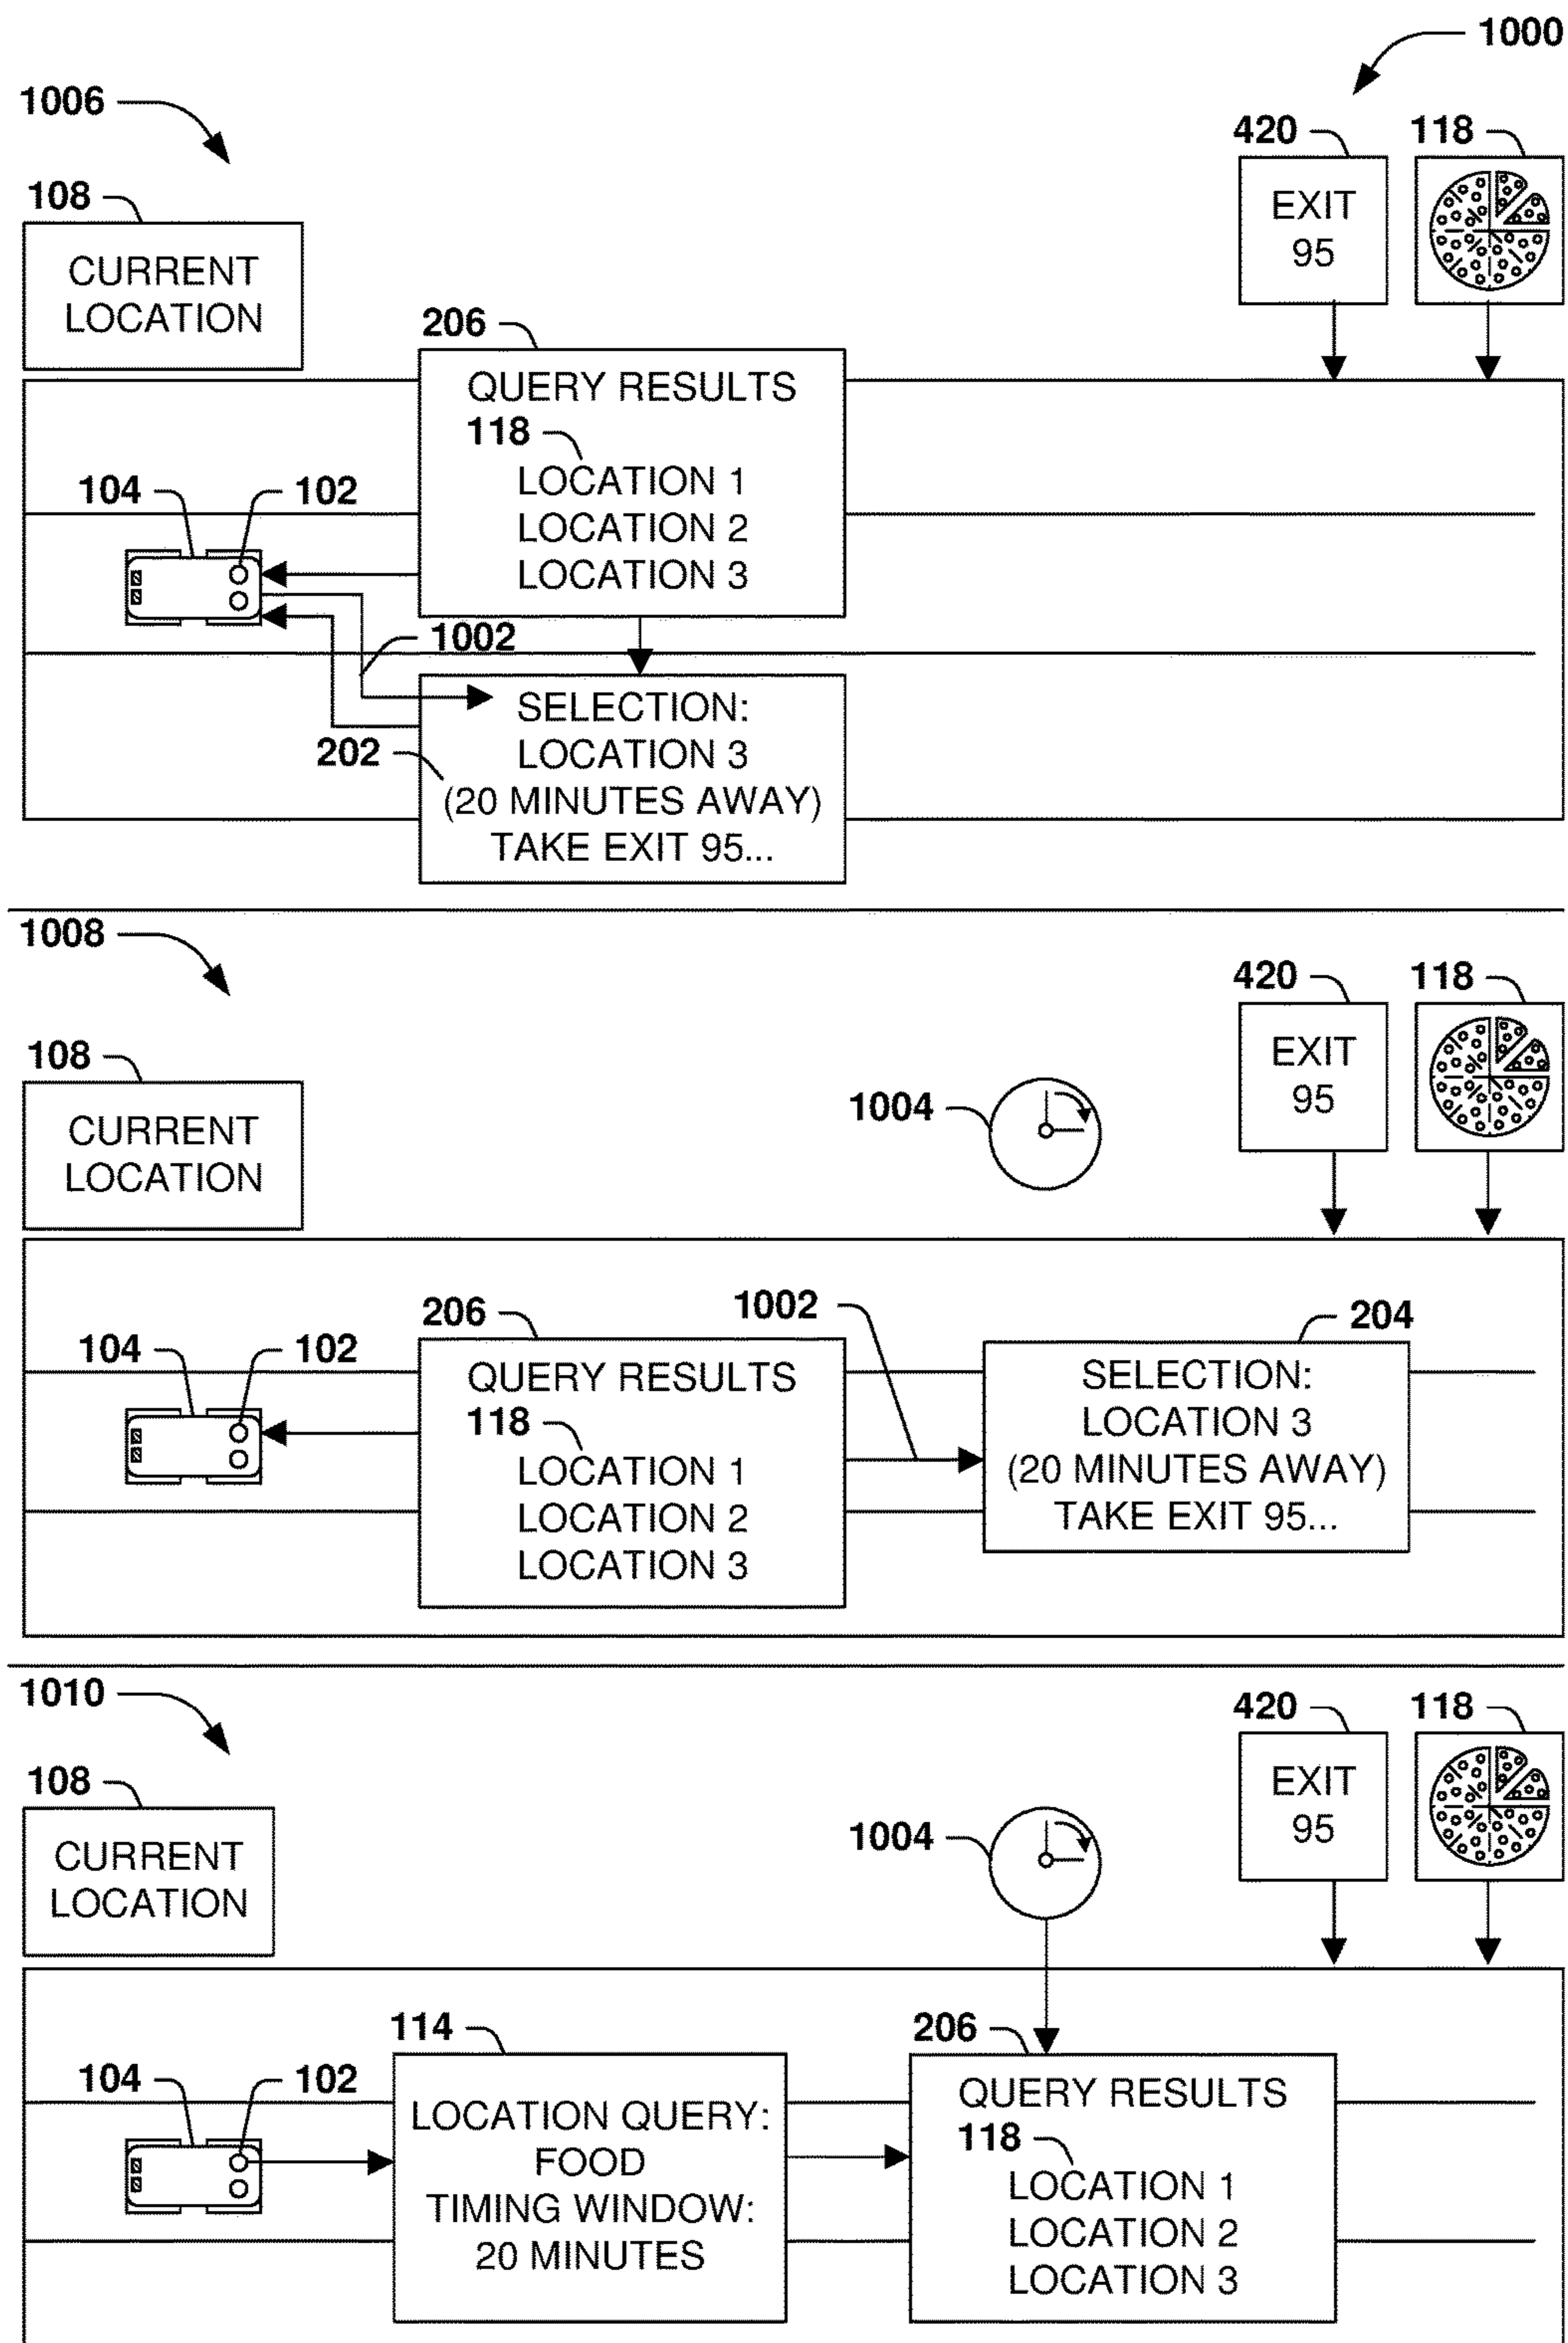 1000
1006
420
118
108
EXIT
95
CURRENT
LOCATION
206
QUERY RESULTS
118
LOCATION 1
LOCATION 2
LOCATION 3
104
102
1002
SELECTION:
LOCATION 3
202
(20 MINUTES AWAY)
TAKE EXIT 95...
1008
420
118
108
EXIT
95
CURRENT
LOCATION
1004
206
1002
204
104
102
QUERY RESULTS
118
LOCATION 1
LOCATION 2
LOCATION 3
SELECTION:
LOCATION 3
(20 MINUTES AWAY)
TAKE EXIT 95...
1010
420
118
108
EXIT
95
CURRENT
LOCATION
1004
114
206
104
102
LOCATION QUERY:
FOOD
TIMING WINDOW:
20 MINUTES
QUERY RESULTS
118
LOCATION 1
LOCATION 2
LOCATION 3